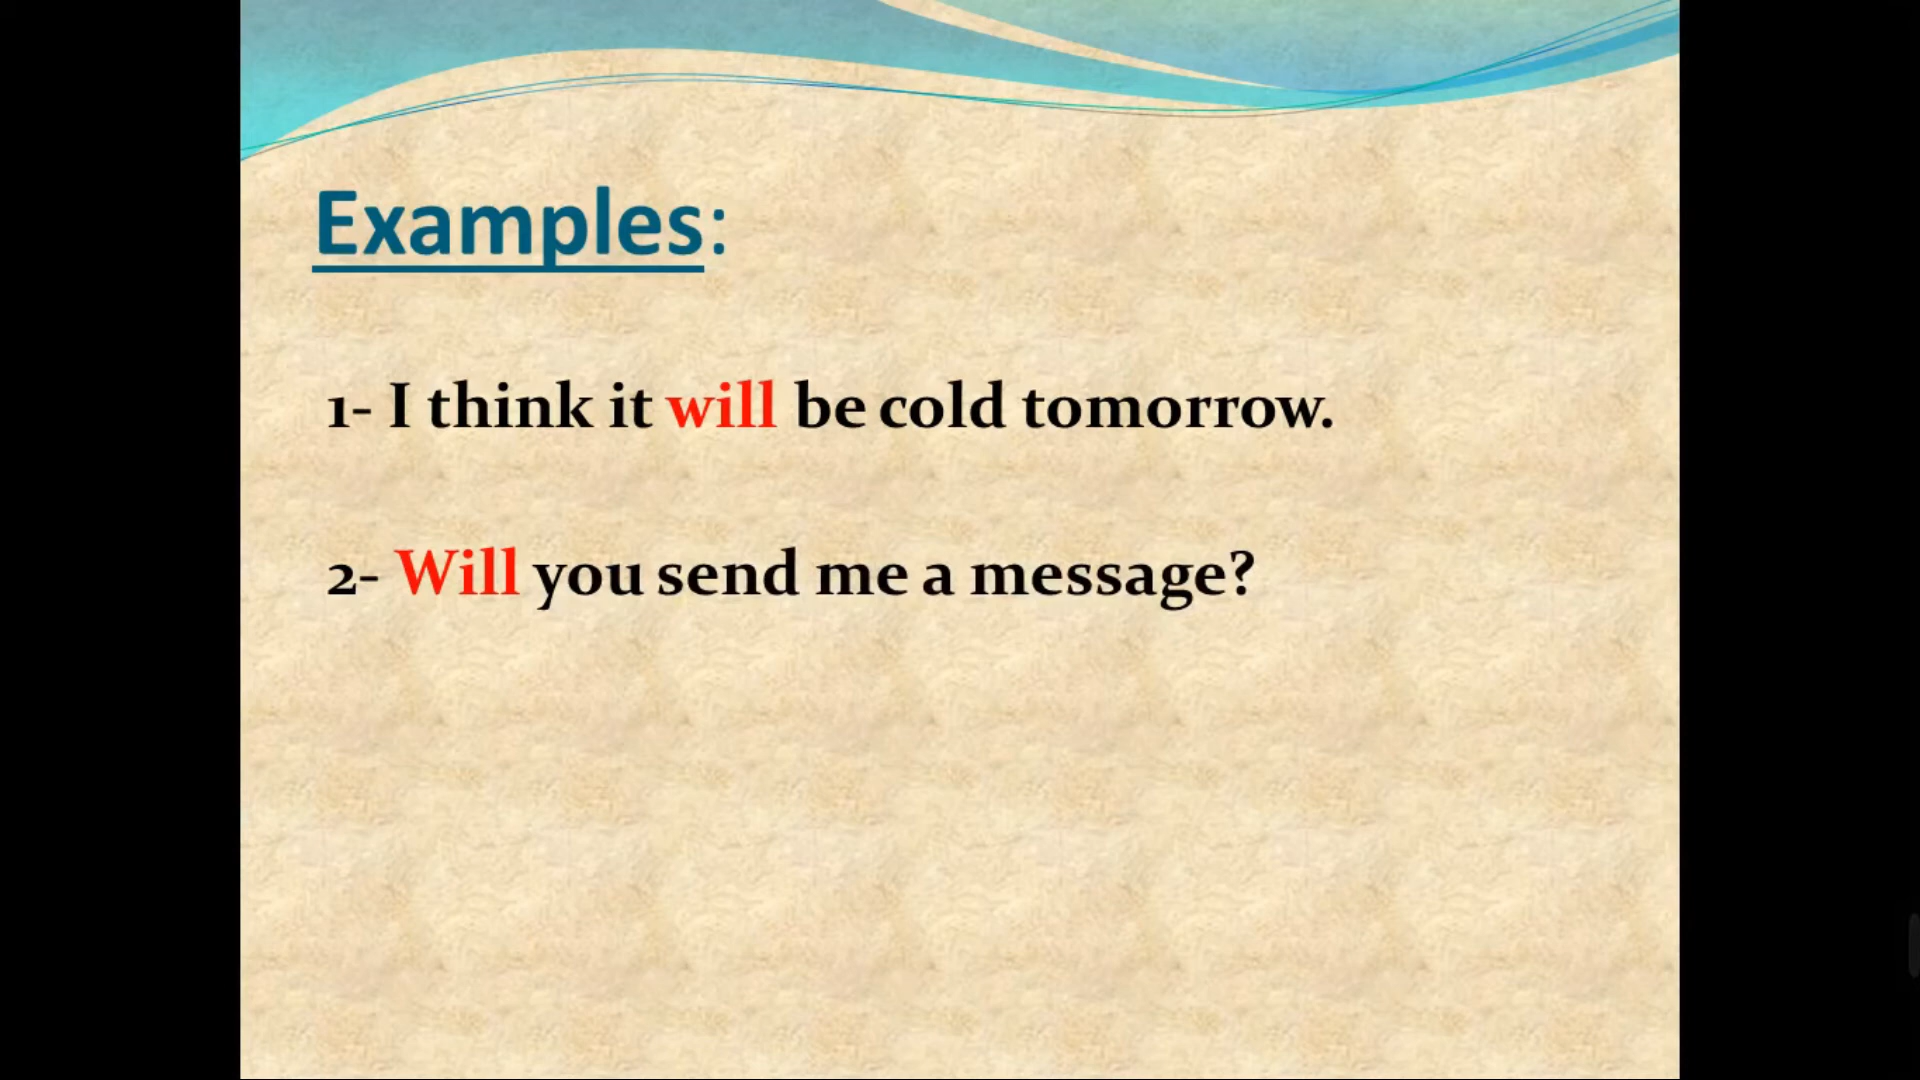 Examples:
1- I think it will be cold tomorrow.
2- Will you send me a message?